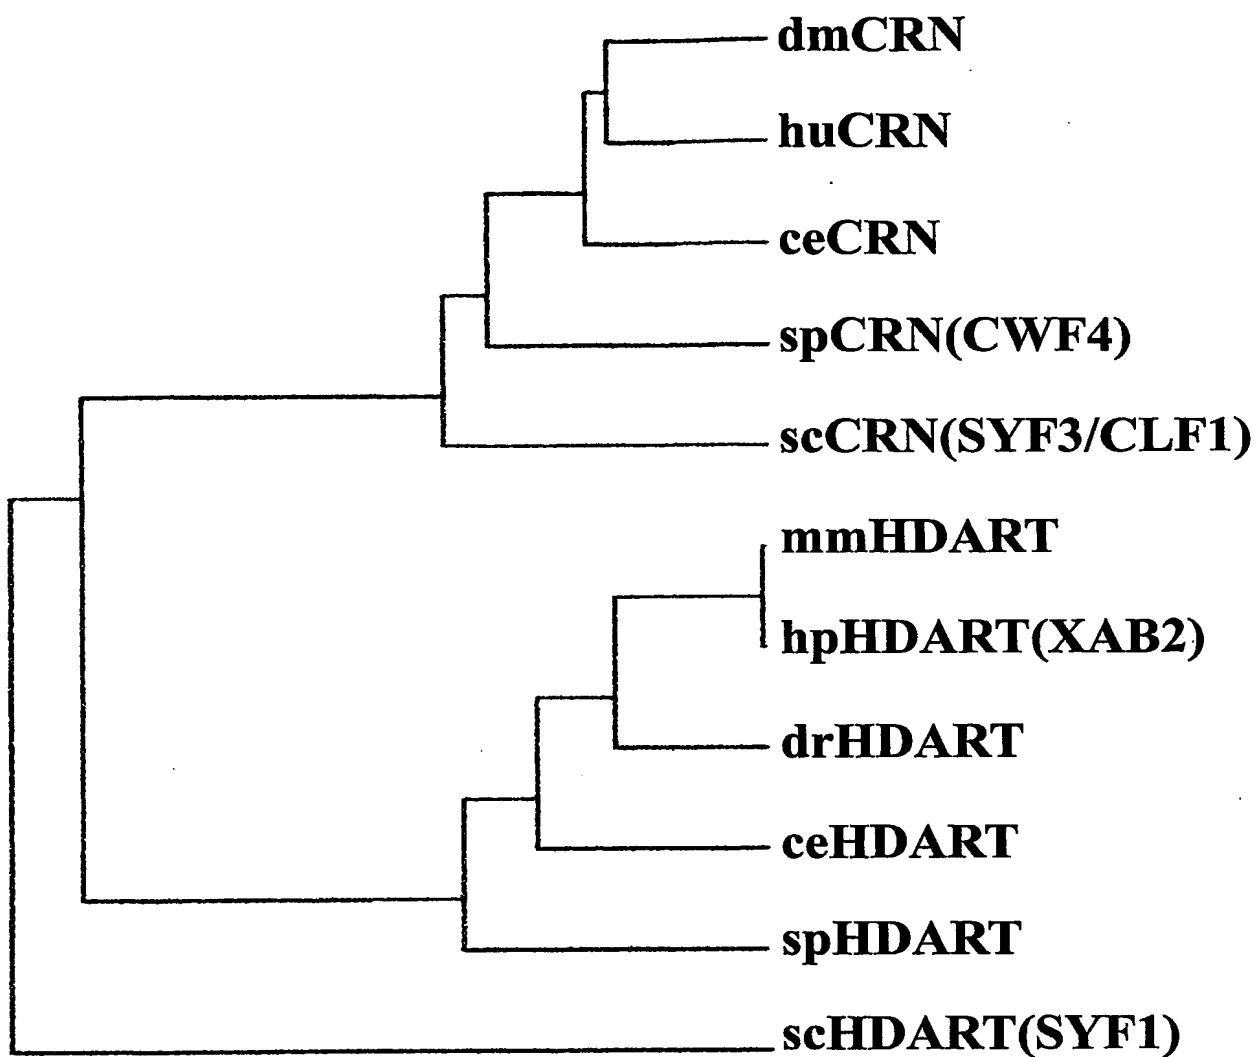 dmCRN
huCRN
ceCRN
spCRN(CWF4)
scCRN(SYF3/CLF1)
mmHDART
hpHDART(XAB2)
drHDART
ceHDART
spHDART
scHDART(SYF1)